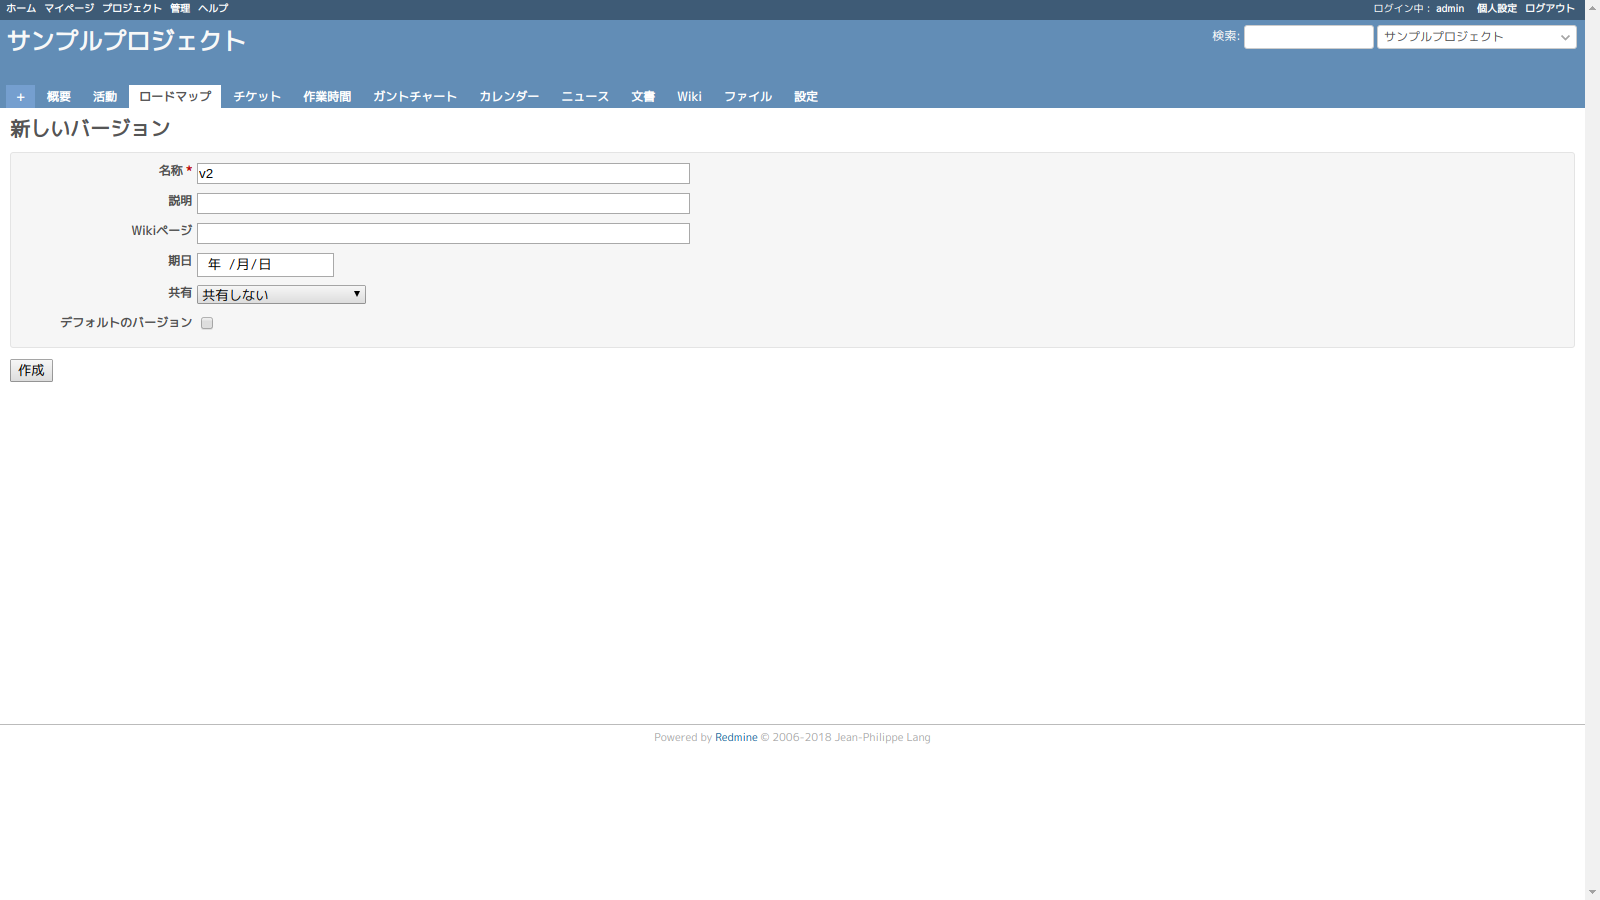 ホーム マイページ プロジェクト 管理 ヘルプ ログイン中： admin 個人設定 ログアウト
サンプルプロジェクト 検索: サンプルプロジェクト
+ 概要 活動 ロードマップ チケット 作業時間 ガントチャート カレンダー ニュース 文書 Wiki ファイル 設定
新しいバージョン
名称 * v2
説明
Wikiページ
期日 年 /月/日
共有 共有しない
デフォルトのバージョン
作成
Powered by Redmine © 2006-2018 Jean-Philippe Lang